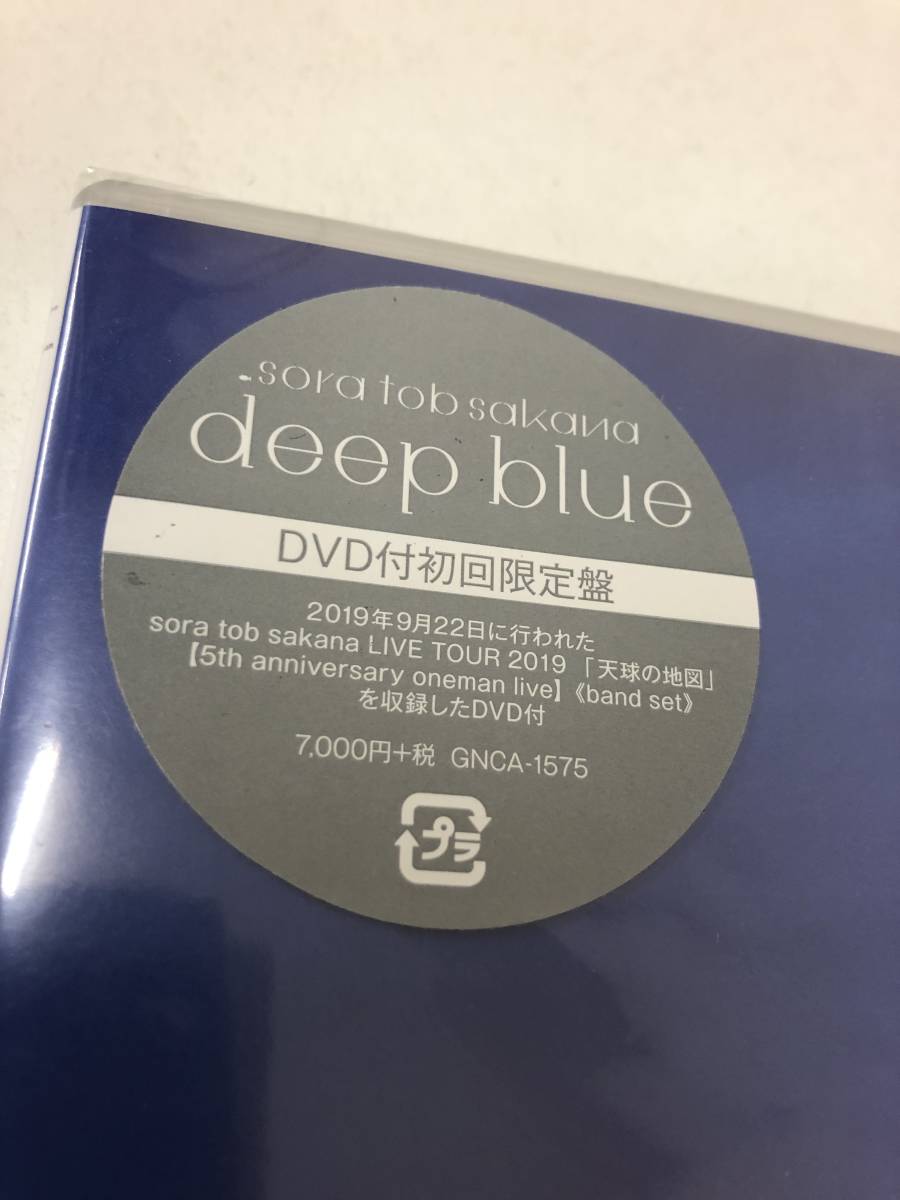 sora tob sakana
deep blue
DVD付初回限定盤
2019年9月22日に行われた
sora tob sakana LIVE TOUR 2019 「天球の地図」
【5th anniversary oneman live】《band set》
を収録したDVD付
7,000円+税 GNCA-1575
プラ